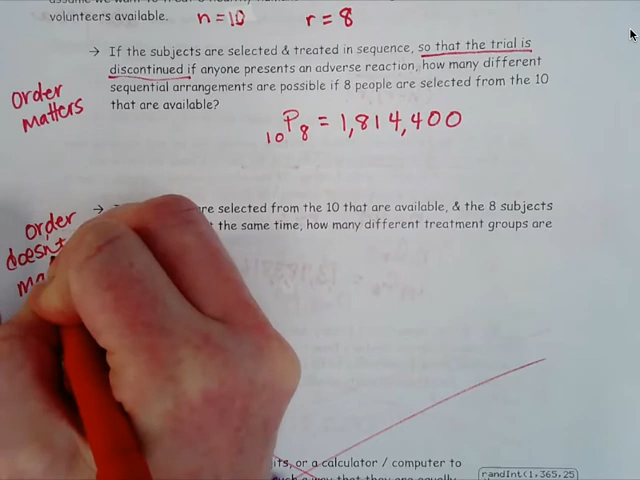 volunteers available. n=10 r=8
→ If the subjects are selected & treated in sequence, so that the trial is
discontinued if anyone presents an adverse reaction, how many different
sequential arrangements are possible if 8 people are selected from the 10
that are available?
order
matters
10P8 = 1,814,400
→ are selected from the 10 that are available, & the 8 subjects
the same time, how many different treatment groups are
order
doesn't
its, or a calculator / computer to
randInt(1,365,25